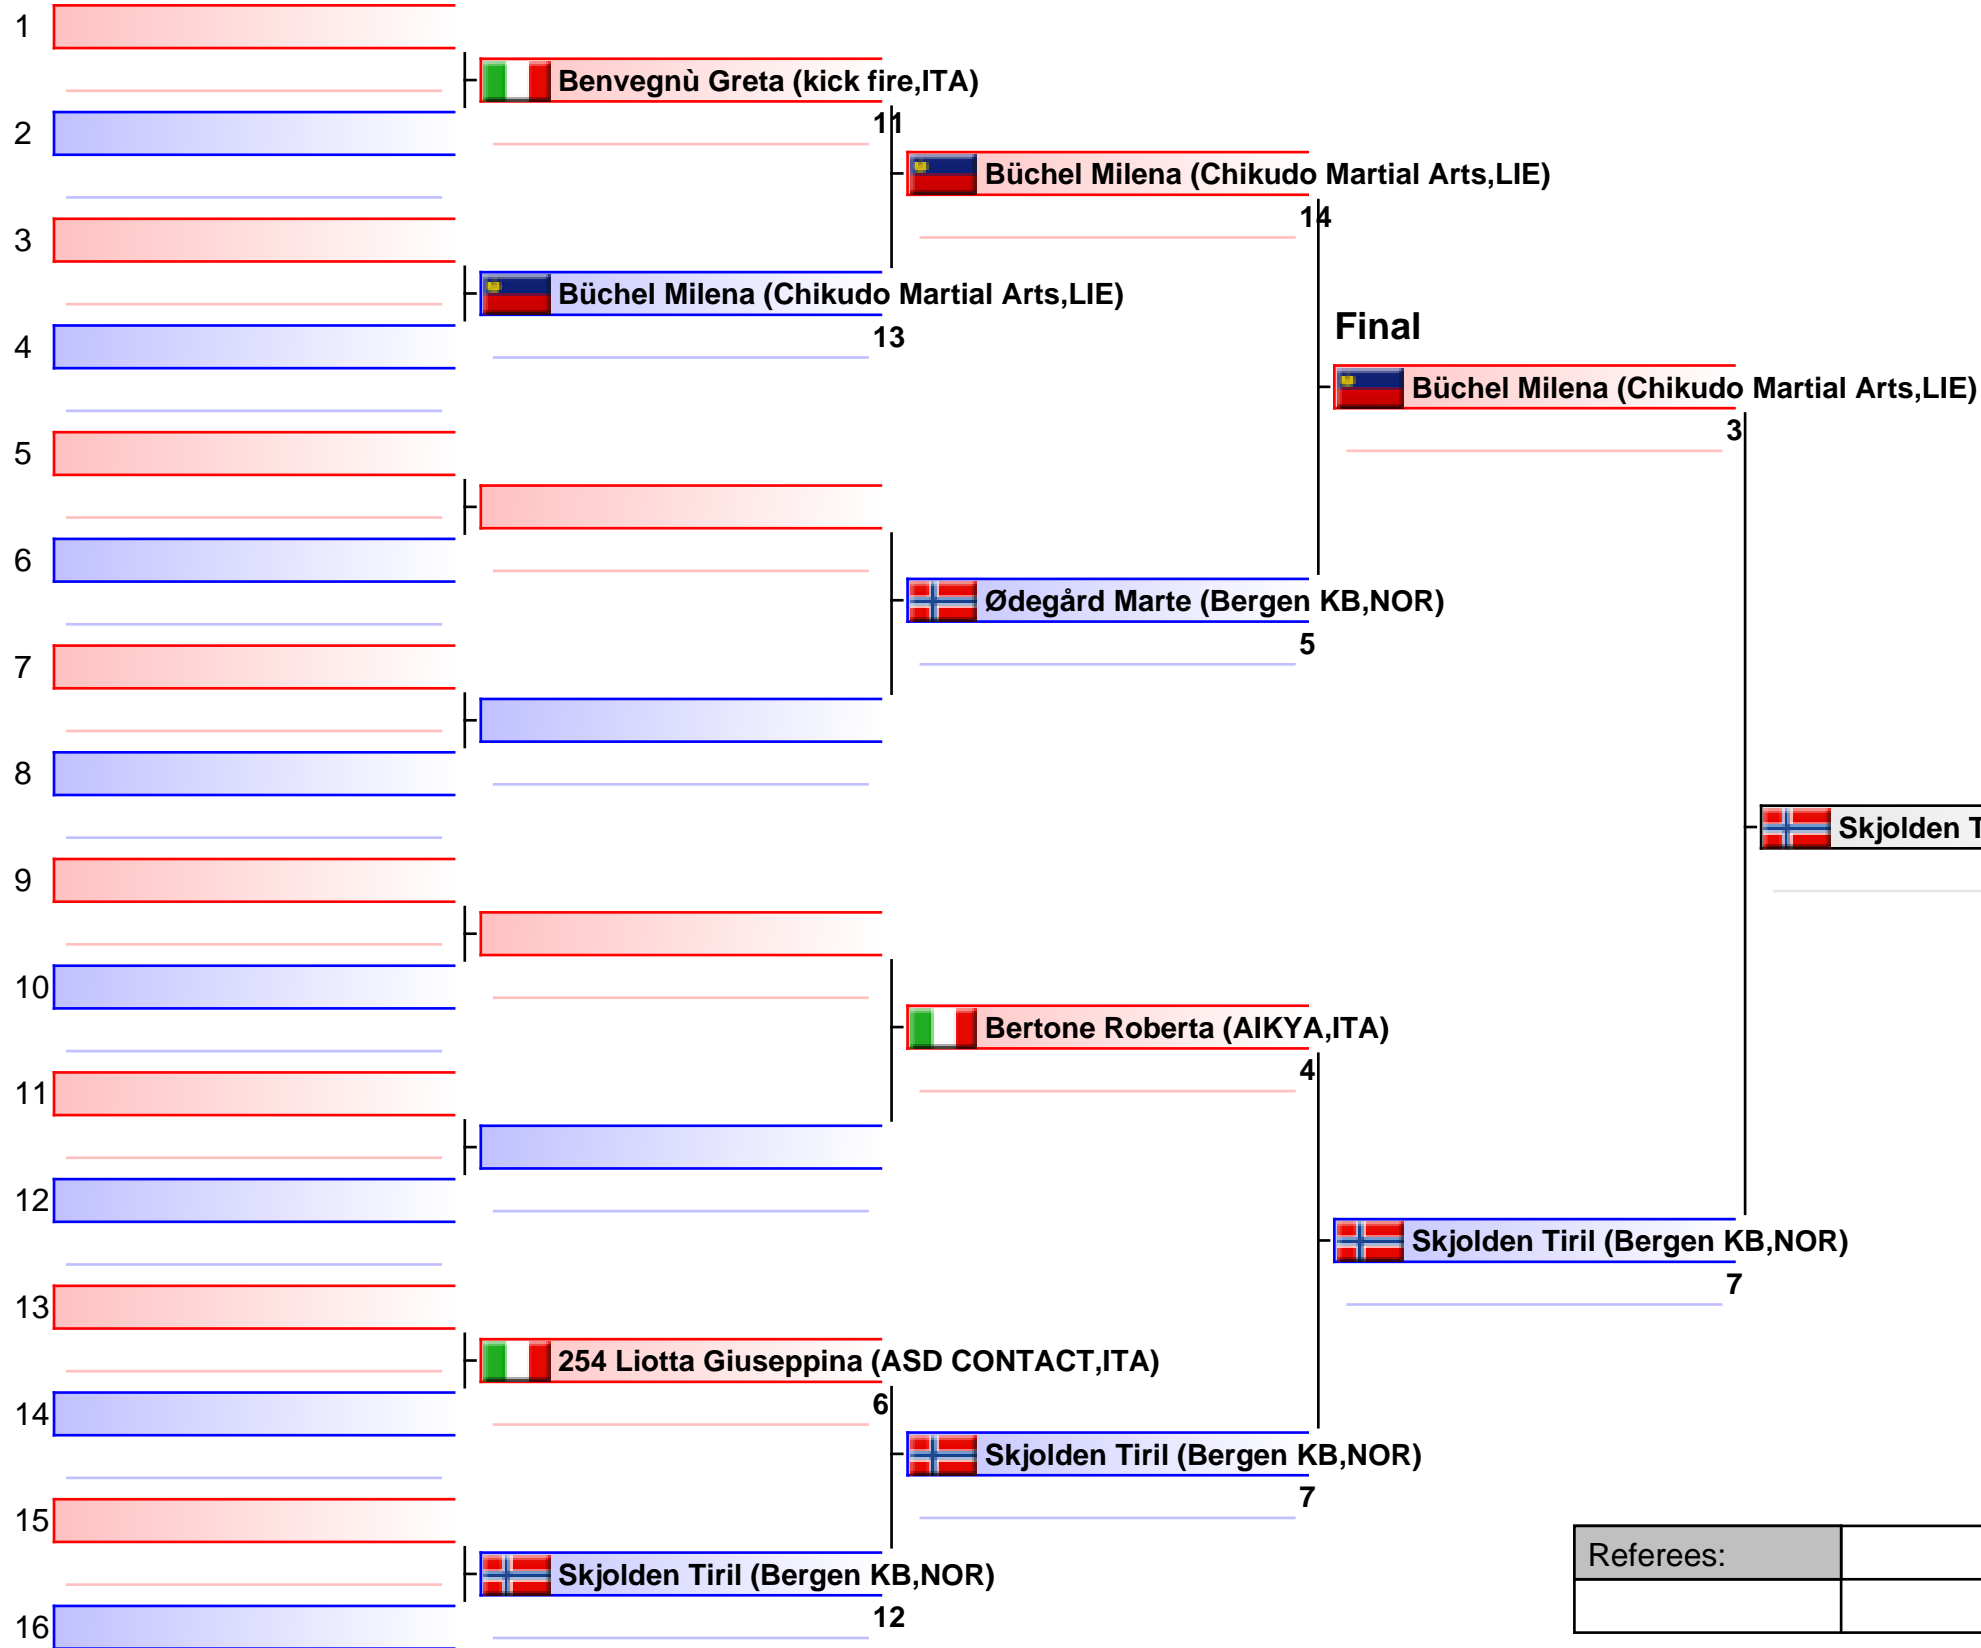 1
Benvegnù Greta (kick fire,ITA)
11
2
Büchel Milena (Chikudo Martial Arts,LIE)
14
3
Büchel Milena (Chikudo Martial Arts,LIE)
13
4
Final
Büchel Milena (Chikudo Martial Arts,LIE)
3
5
6
Ødegård Marte (Bergen KB,NOR)
5
7
8
Skjolden T
9
10
Bertone Roberta (AIKYA,ITA)
4
11
12
Skjolden Tiril (Bergen KB,NOR)
7
13
254 Liotta Giuseppina (ASD CONTACT,ITA)
6
14
Skjolden Tiril (Bergen KB,NOR)
7
15
Referees:
Skjolden Tiril (Bergen KB,NOR)
12
16